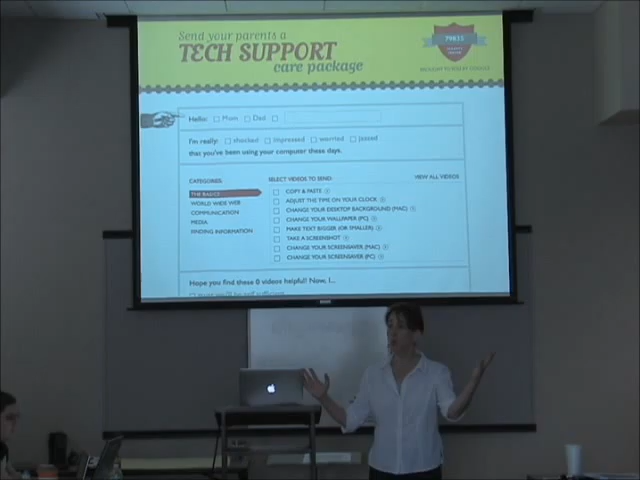 Send your parents a
TECH SUPPORT
care package
79835
Hello: Mom Dad
I'm really: shocked impressed worried jazzed
that you've been using your computer these days.
CATEGORIES:
THE BASICS
WORLD WIDE WEB
COMMUNICATION
MEDIA
FINDING INFORMATION
SELECT VIDEOS TO SEND:
VIEW ALL VIDEOS
COPY & PASTE
ADJUST THE TIME ON YOUR CLOCK
CHANGE YOUR DESKTOP BACKGROUND (MAC)
CHANGE YOUR WALLPAPER (PC)
MAKE TEXT BIGGER (OR SMALLER)
TAKE A SCREENSHOT
CHANGE YOUR SCREENSAVER (MAC)
CHANGE YOUR SCREENSAVER (PC)
Hope you find these 0 videos helpful! Now, I...